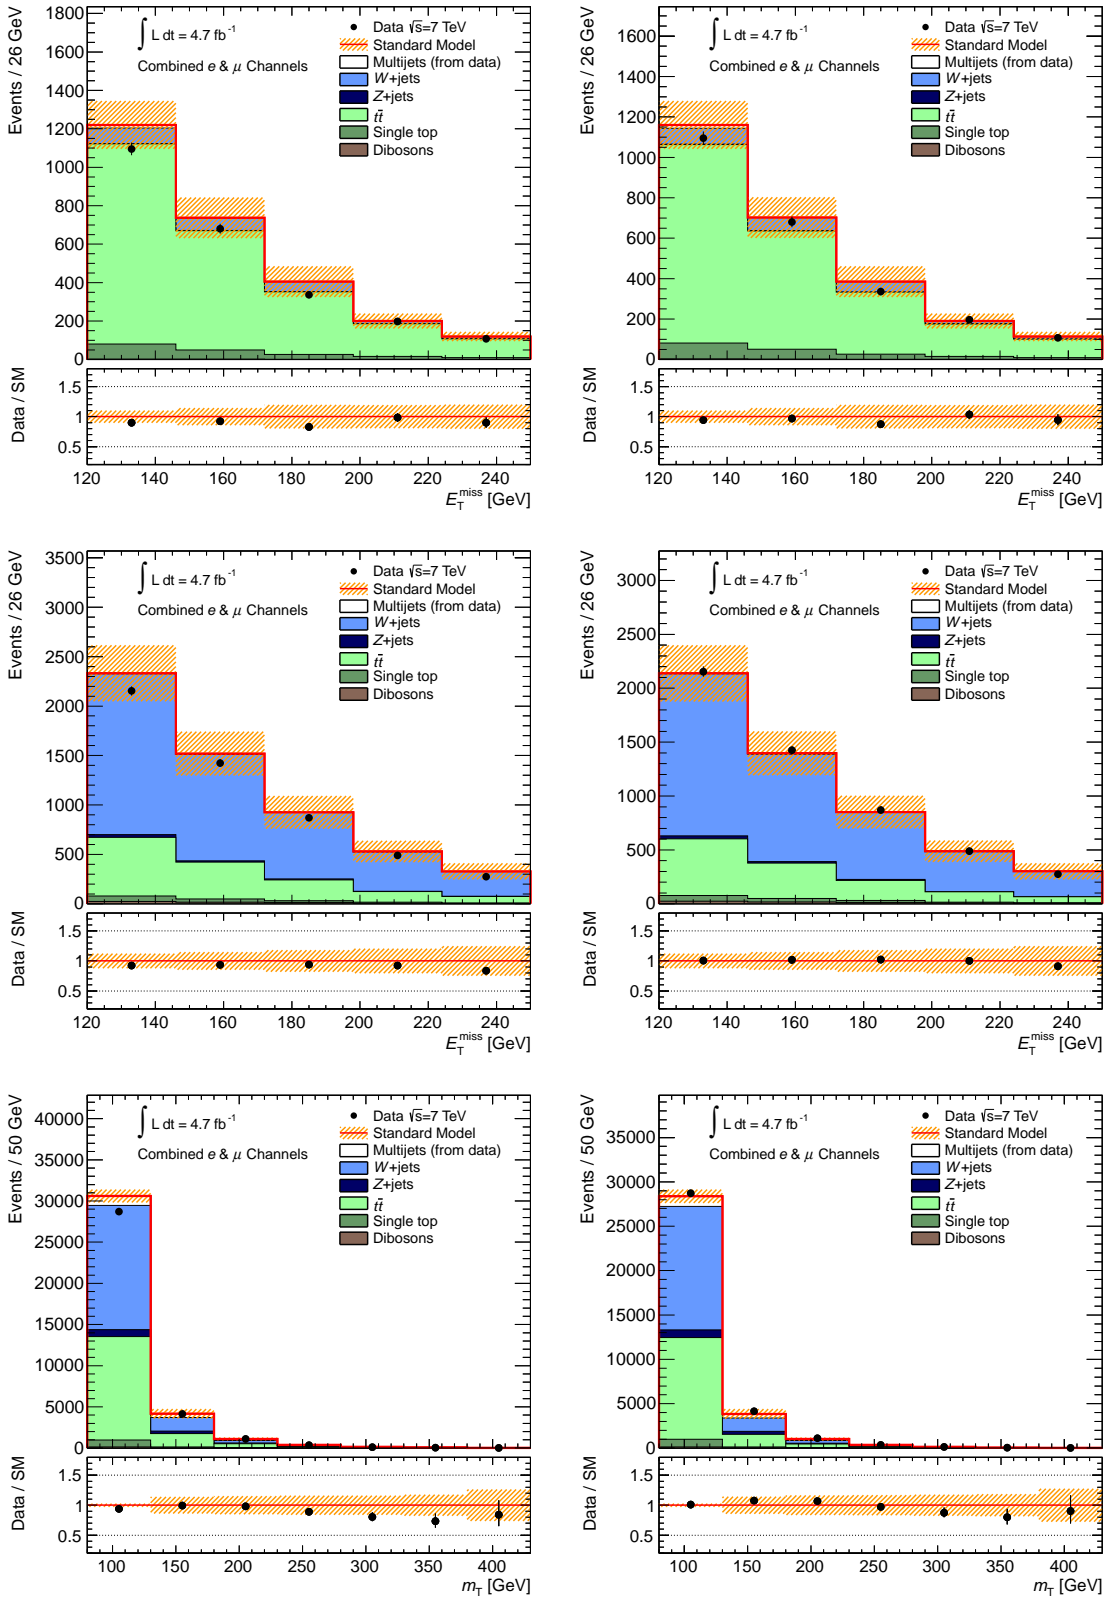 Events / 26 GeV
1800
1600
1400
1200
1000
800
600
400
200
0
∫ L dt = 4.7 fb⁻¹
Combined e & μ Channels
Data √s=7 TeV
Standard Model
Multijets (from data)
W+jets
Z+jets
tt̄
Single top
Dibosons
Data / SM
1.5
1
0.5
120 140 160 180 200 220 240
E_T^miss [GeV]
Events / 26 GeV
1600
1400
1200
1000
800
600
400
200
0
∫ L dt = 4.7 fb⁻¹
Combined e & μ Channels
Data √s=7 TeV
Standard Model
Multijets (from data)
W+jets
Z+jets
tt̄
Single top
Dibosons
Data / SM
1.5
1
0.5
120 140 160 180 200 220 240
E_T^miss [GeV]
Events / 26 GeV
3500
3000
2500
2000
1500
1000
500
0
∫ L dt = 4.7 fb⁻¹
Combined e & μ Channels
Data √s=7 TeV
Standard Model
Multijets (from data)
W+jets
Z+jets
tt̄
Single top
Dibosons
Data / SM
1.5
1
0.5
120 140 160 180 200 220 240
E_T^miss [GeV]
Events / 26 GeV
3000
2500
2000
1500
1000
500
0
∫ L dt = 4.7 fb⁻¹
Combined e & μ Channels
Data √s=7 TeV
Standard Model
Multijets (from data)
W+jets
Z+jets
tt̄
Single top
Dibosons
Data / SM
1.5
1
0.5
120 140 160 180 200 220 240
E_T^miss [GeV]
Events / 50 GeV
40000
35000
30000
25000
20000
15000
10000
5000
0
∫ L dt = 4.7 fb⁻¹
Combined e & μ Channels
Data √s=7 TeV
Standard Model
Multijets (from data)
W+jets
Z+jets
tt̄
Single top
Dibosons
Data / SM
1.5
1
0.5
100 150 200 250 300 350 400
m_T [GeV]
Events / 50 GeV
35000
30000
25000
20000
15000
10000
5000
0
∫ L dt = 4.7 fb⁻¹
Combined e & μ Channels
Data √s=7 TeV
Standard Model
Multijets (from data)
W+jets
Z+jets
tt̄
Single top
Dibosons
Data / SM
1.5
1
0.5
100 150 200 250 300 350 400
m_T [GeV]